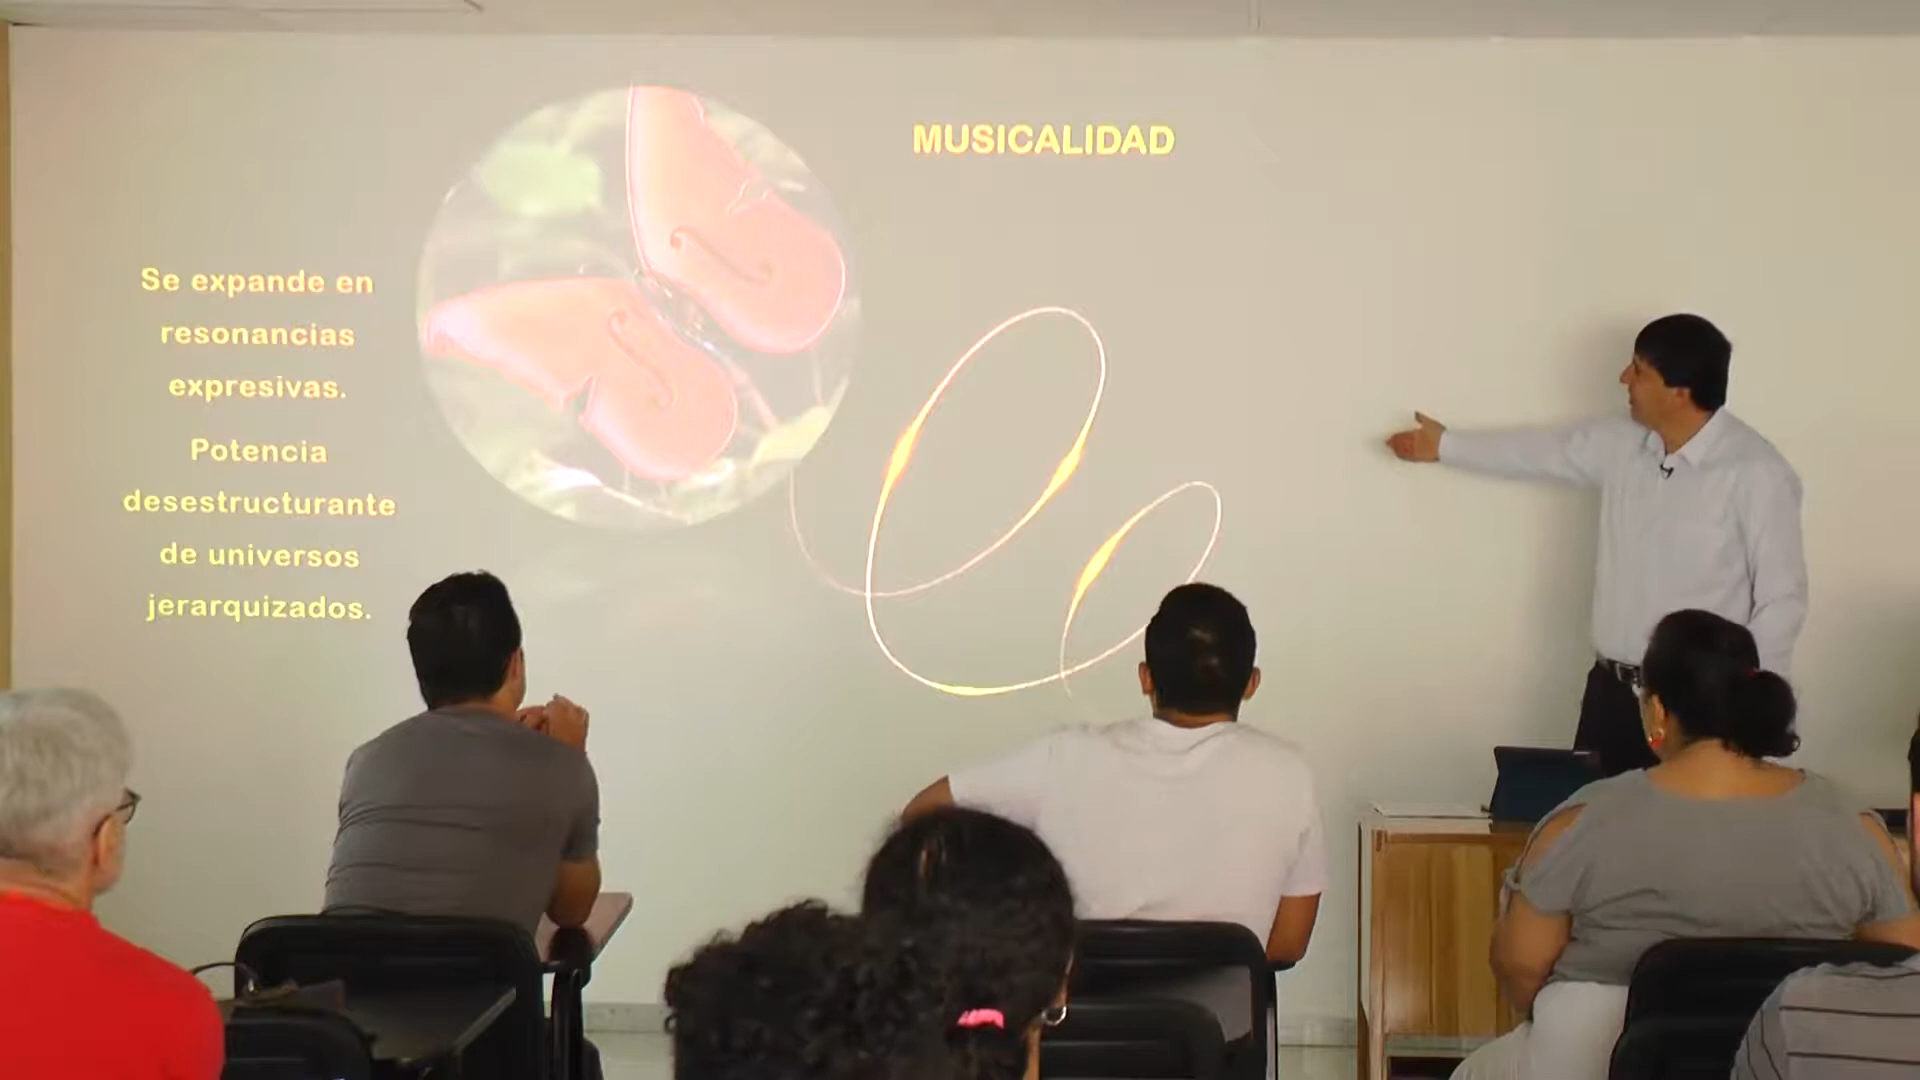 MUSICALIDAD
Se expande en
resonancias
expresivas.
Potencia
desestructurante
de universos
jerarquizados.